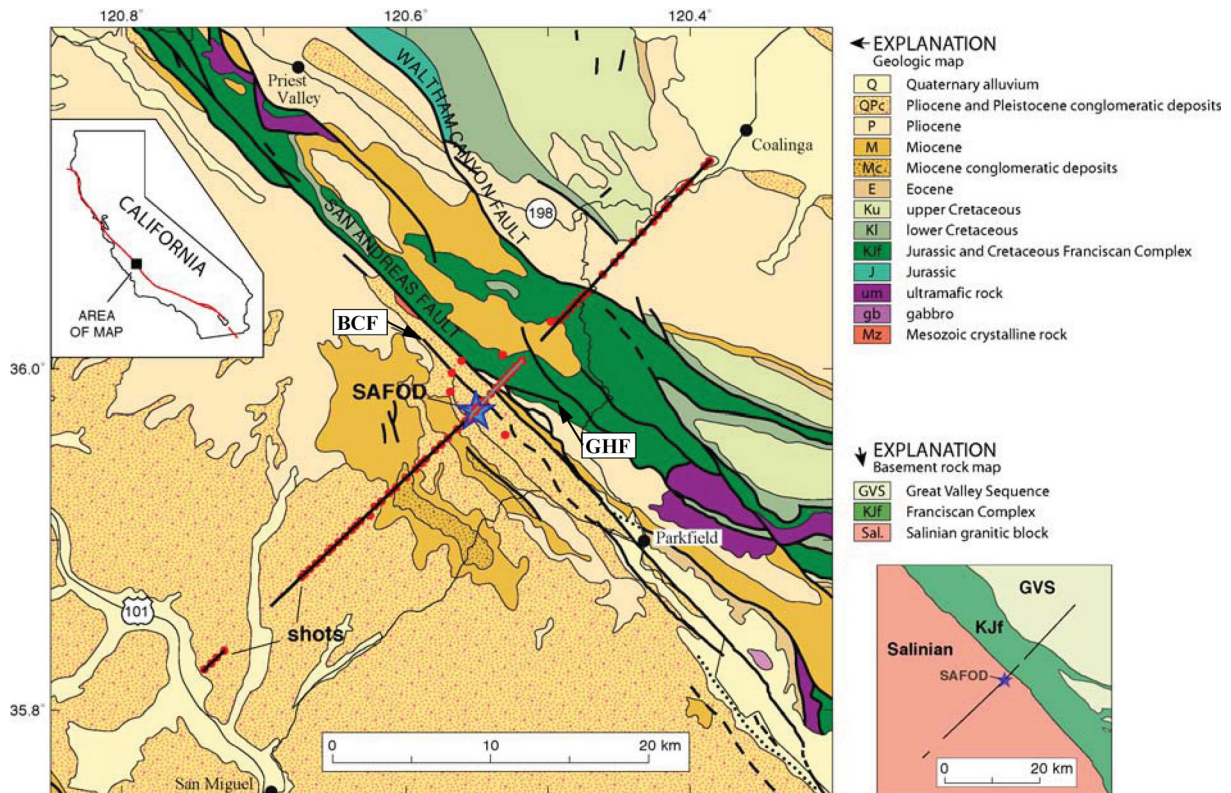 120.8
120.6
120.4
36.0
35.8
Priest
Valley
WALTHAM CANYON FAULT
Coalinga
198
SAN ANDREAS FAULT
CALIFORNIA
AREA
OF MAP
BCF
SAFOD
GHF
Parkfield
101
shots
San Miguel
0 10 20 km
EXPLANATION
Geologic map
Q Quaternary alluvium
QPc Pliocene and Pleistocene conglomeratic deposits
P Pliocene
M Miocene
Mc Miocene conglomeratic deposits
E Eocene
Ku upper Cretaceous
Kl lower Cretaceous
KJf Jurassic and Cretaceous Franciscan Complex
J Jurassic
um ultramafic rock
gb gabbro
Mz Mesozoic crystalline rock
EXPLANATION
Basement rock map
GVS Great Valley Sequence
KJf Franciscan Complex
Sal. Salinian granitic block
GVS
KJf
Salinian
SAFOD
0 20 km